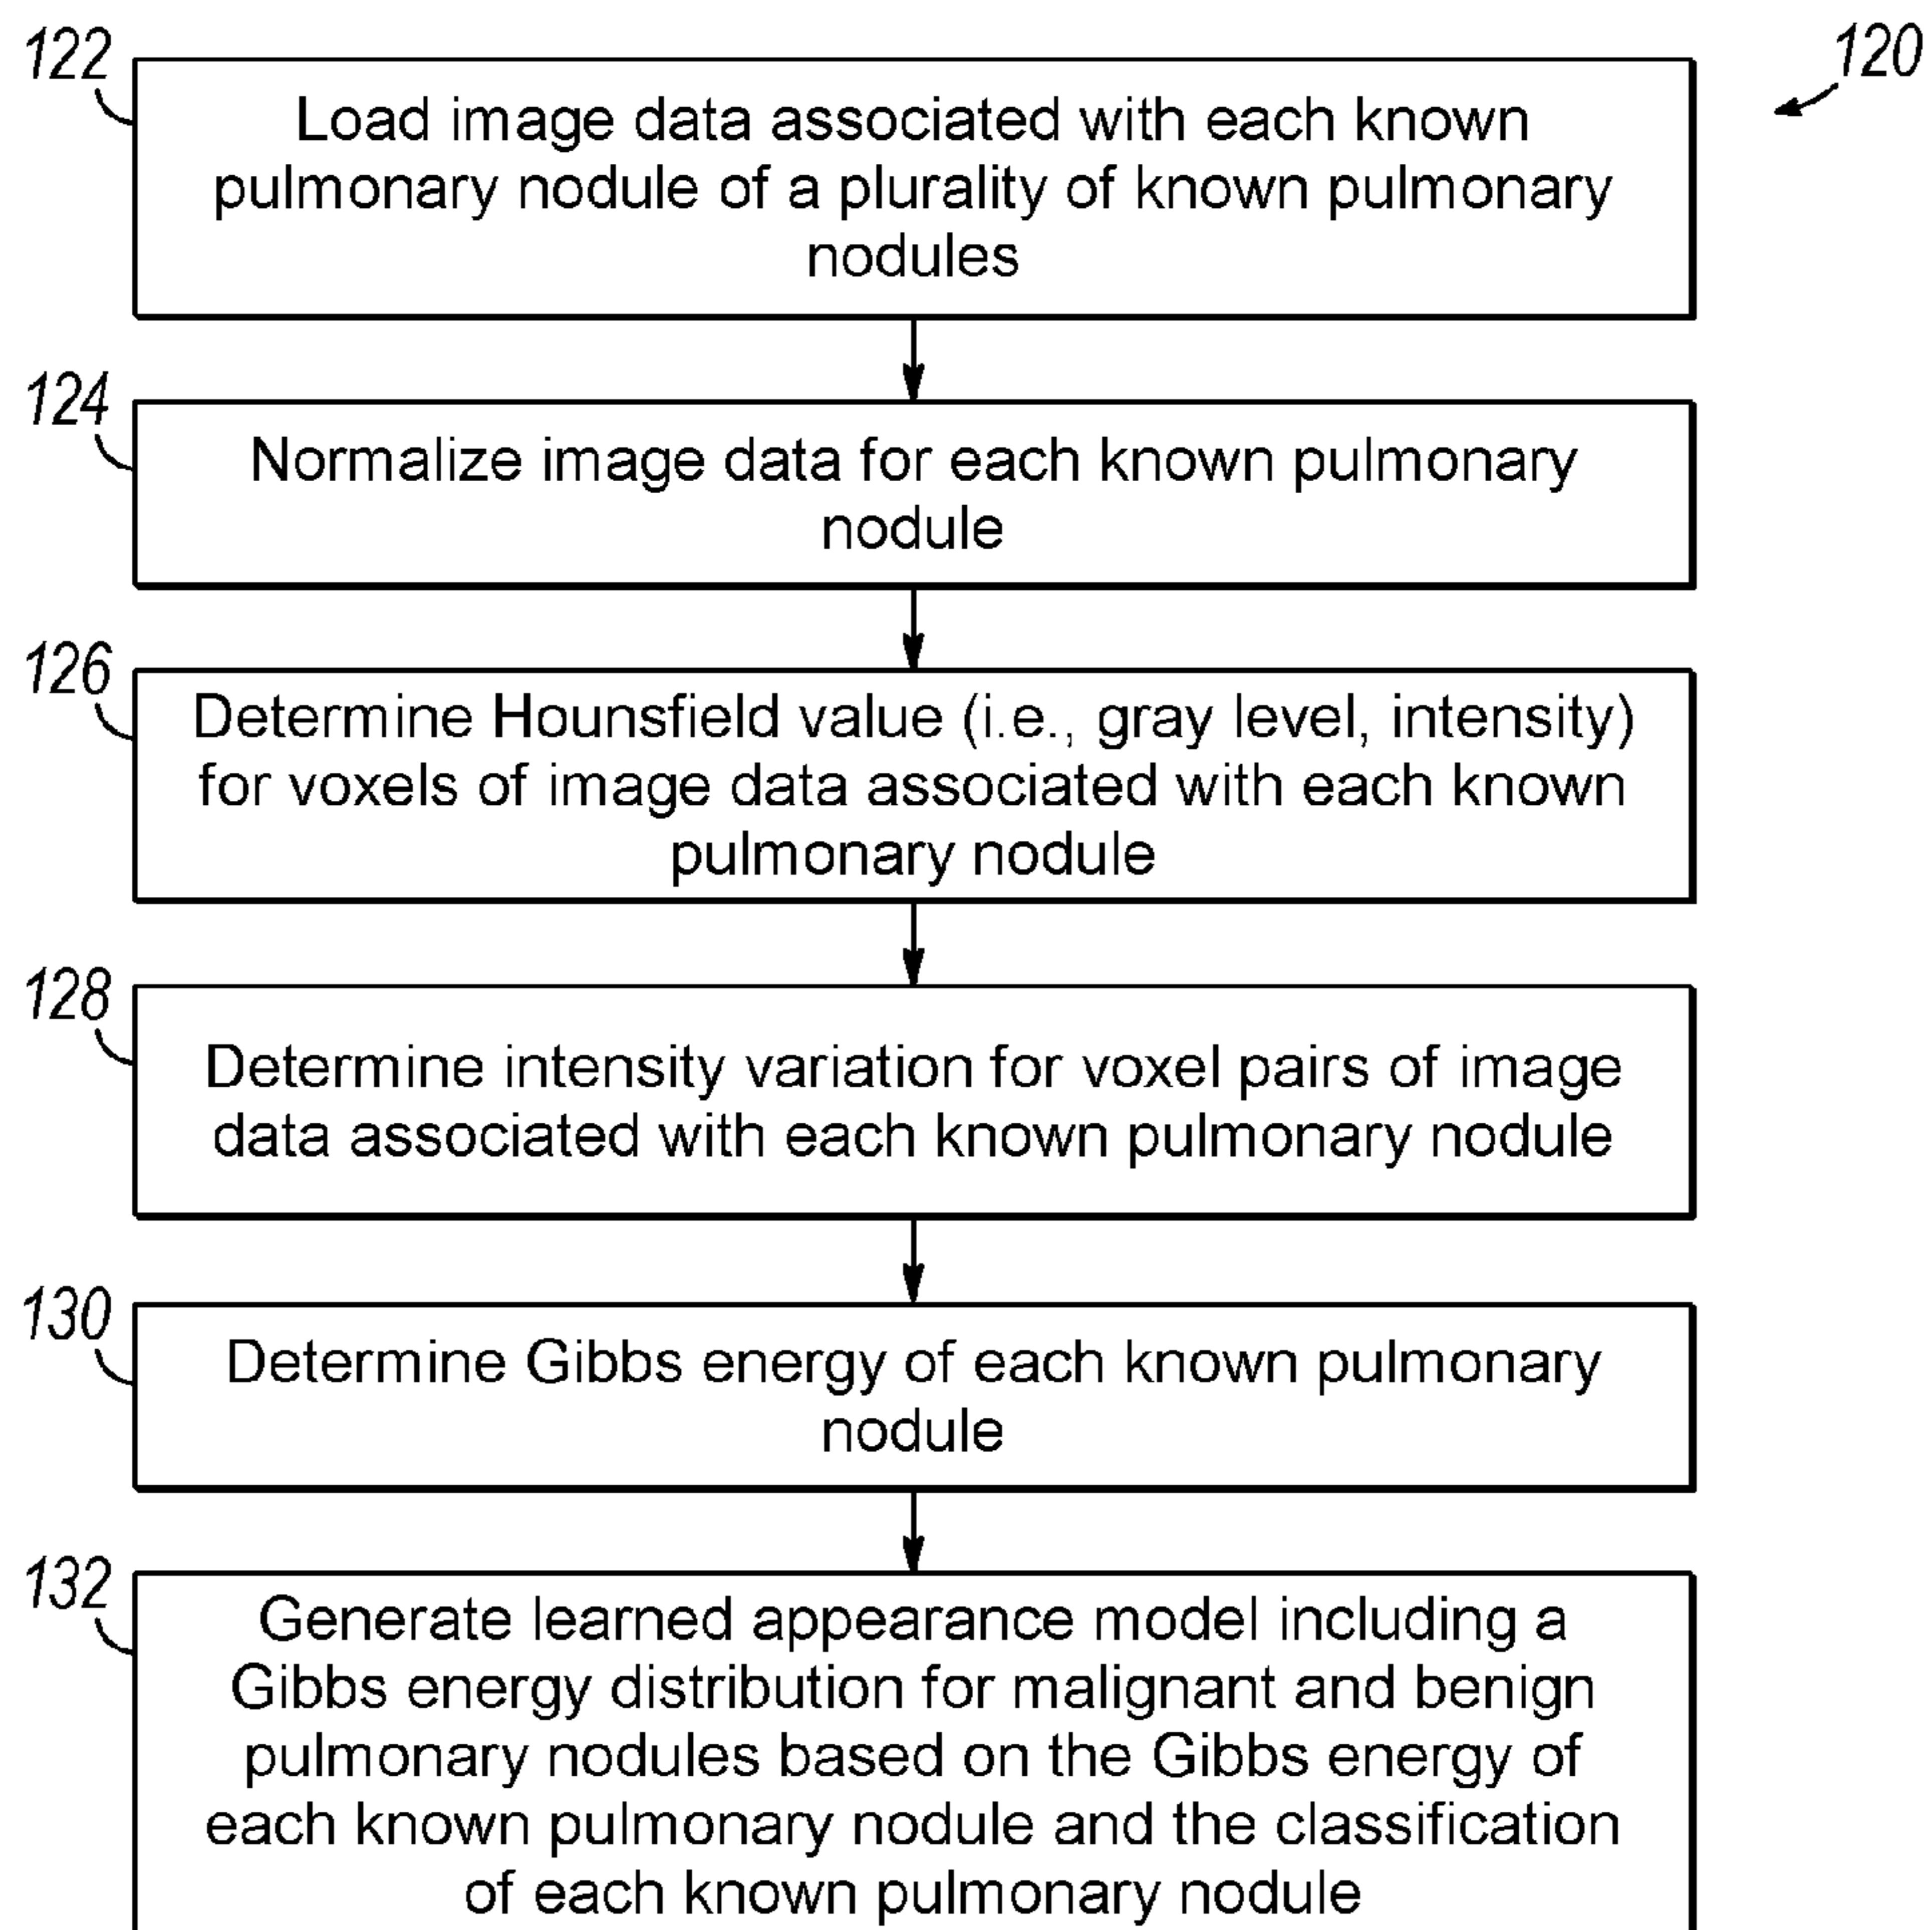 120
122
Load image data associated with each known
pulmonary nodule of a plurality of known pulmonary
nodules
124
Normalize image data for each known pulmonary
nodule
126
Determine Hounsfield value (i.e., gray level, intensity)
for voxels of image data associated with each known
pulmonary nodule
128
Determine intensity variation for voxel pairs of image
data associated with each known pulmonary nodule
130
Determine Gibbs energy of each known pulmonary
nodule
132
Generate learned appearance model including a
Gibbs energy distribution for malignant and benign
pulmonary nodules based on the Gibbs energy of
each known pulmonary nodule and the classification
of each known pulmonary nodule